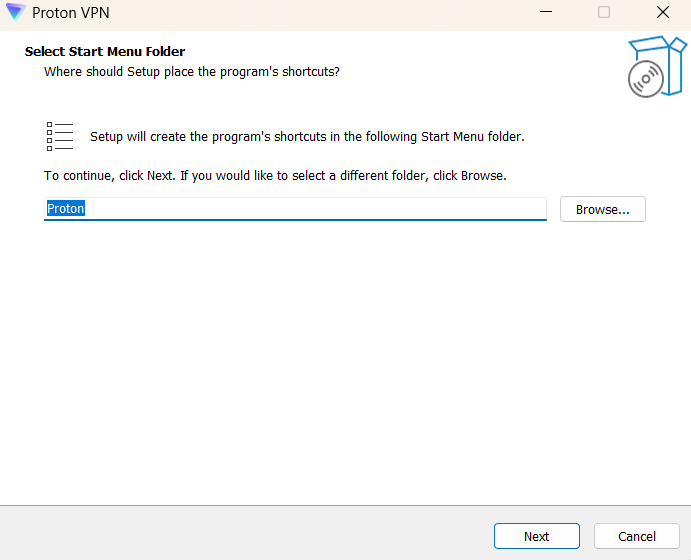 Proton VPN
Select Start Menu Folder
Where should Setup place the program's shortcuts?
Setup will create the program's shortcuts in the following Start Menu folder.
To continue, click Next. If you would like to select a different folder, click Browse.
Proton
Browse...
Next
Cancel